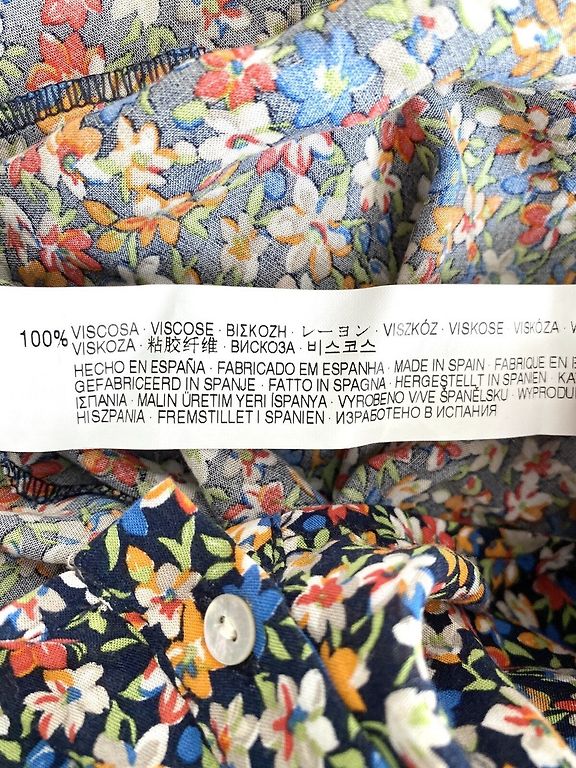 100% VISCOSA · VISCOSE · ΒΙΣΚΟΖΗ · レーヨン · VISZKÓZ · VISKOSE · VISKÓZA · V
VISKOZA · 粘胶纤维 · ВИСКОЗА · 비스코스
HECHO EN ESPAÑA · FABRICADO EM ESPANHA · MADE IN SPAIN · FABRIQUE EN E
GEFABRICEERD IN SPANJE · FATTO IN SPAGNA · HERGESTELLT IN SPANIEN · ΚΑΤ
ΙΣΠΑΝΙΑ · MALIN ÜRETIM YERI ÍSPANYA · VYROBENO V/VE ŠPANĚLSKU · WYPRODU
HISZPANIA · FREMSTILLET I SPANIEN · ИЗРАБОТЕНО В ИСПАНИЯ